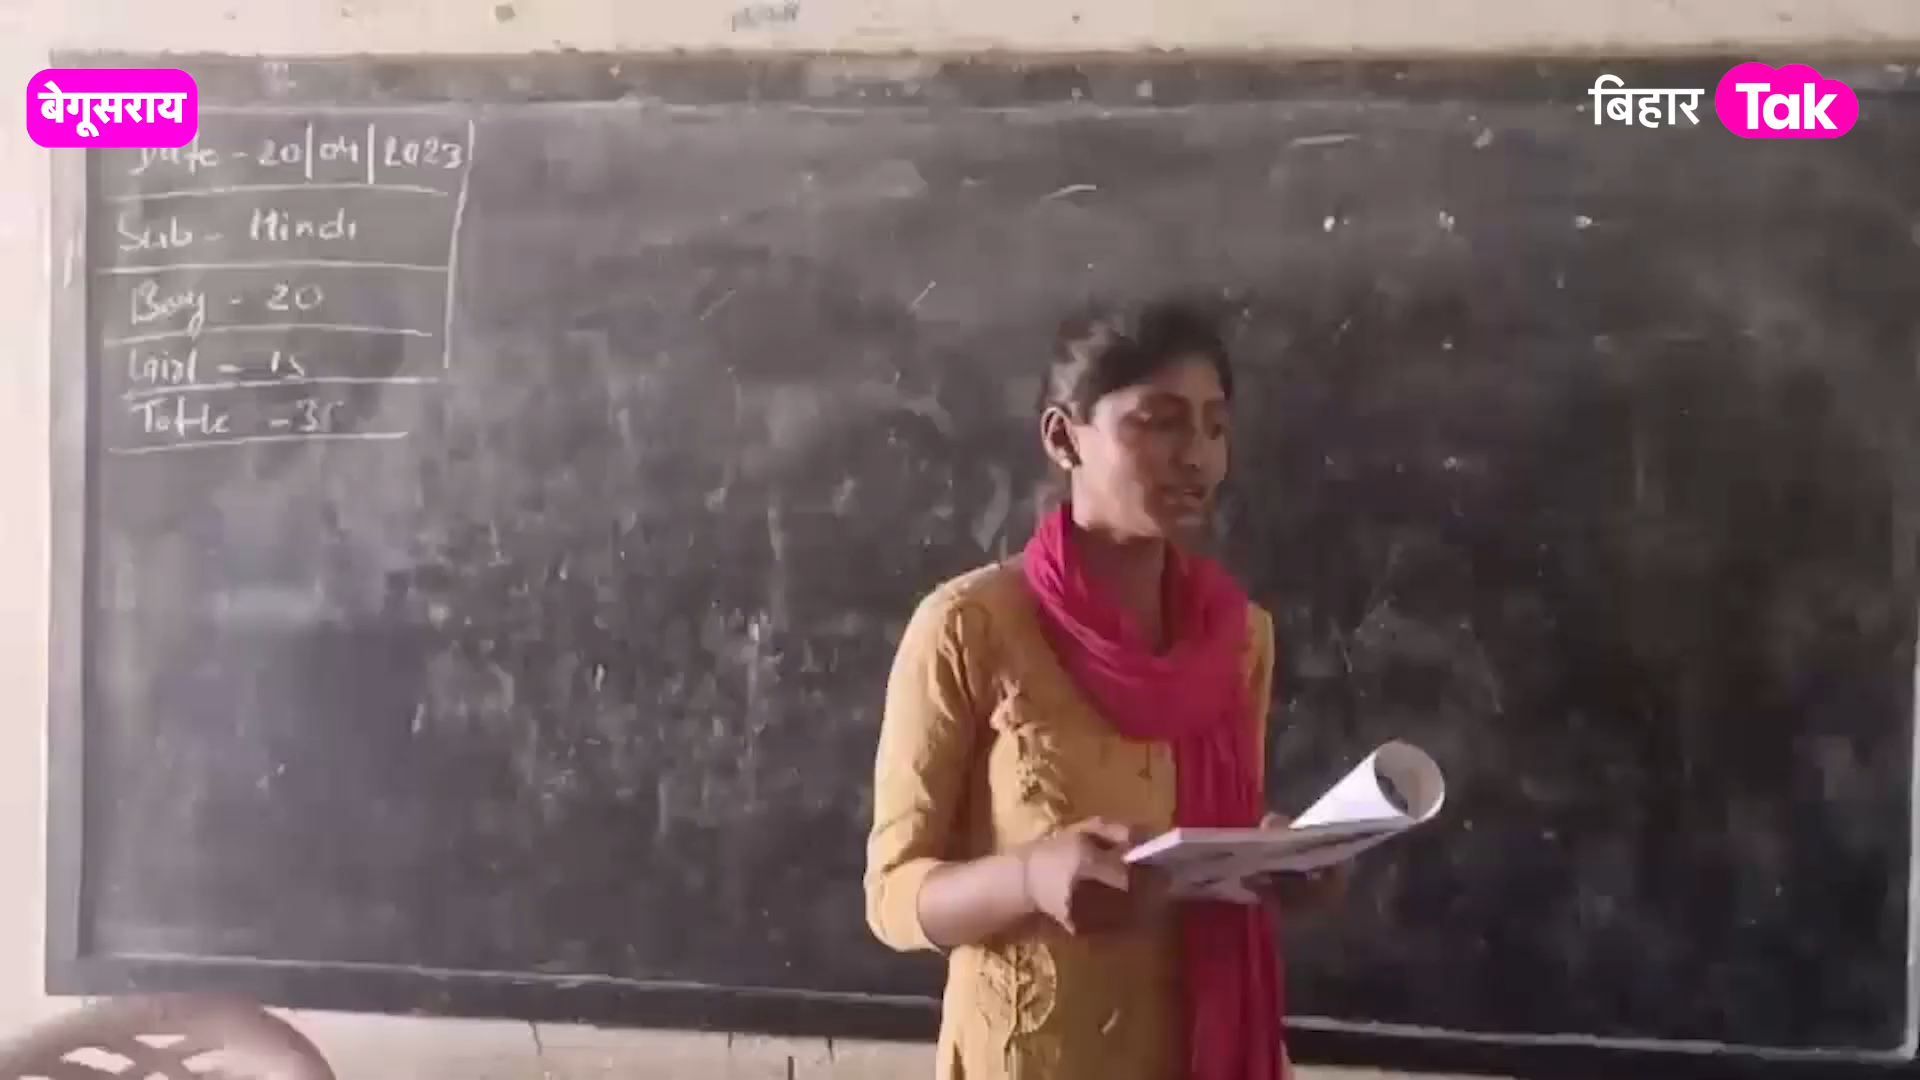 बेगूसराय
बिहार Tak
Date - 20|04|2023
Sub - Hindi
Boy - 20
Girl - 15
Totle - 35